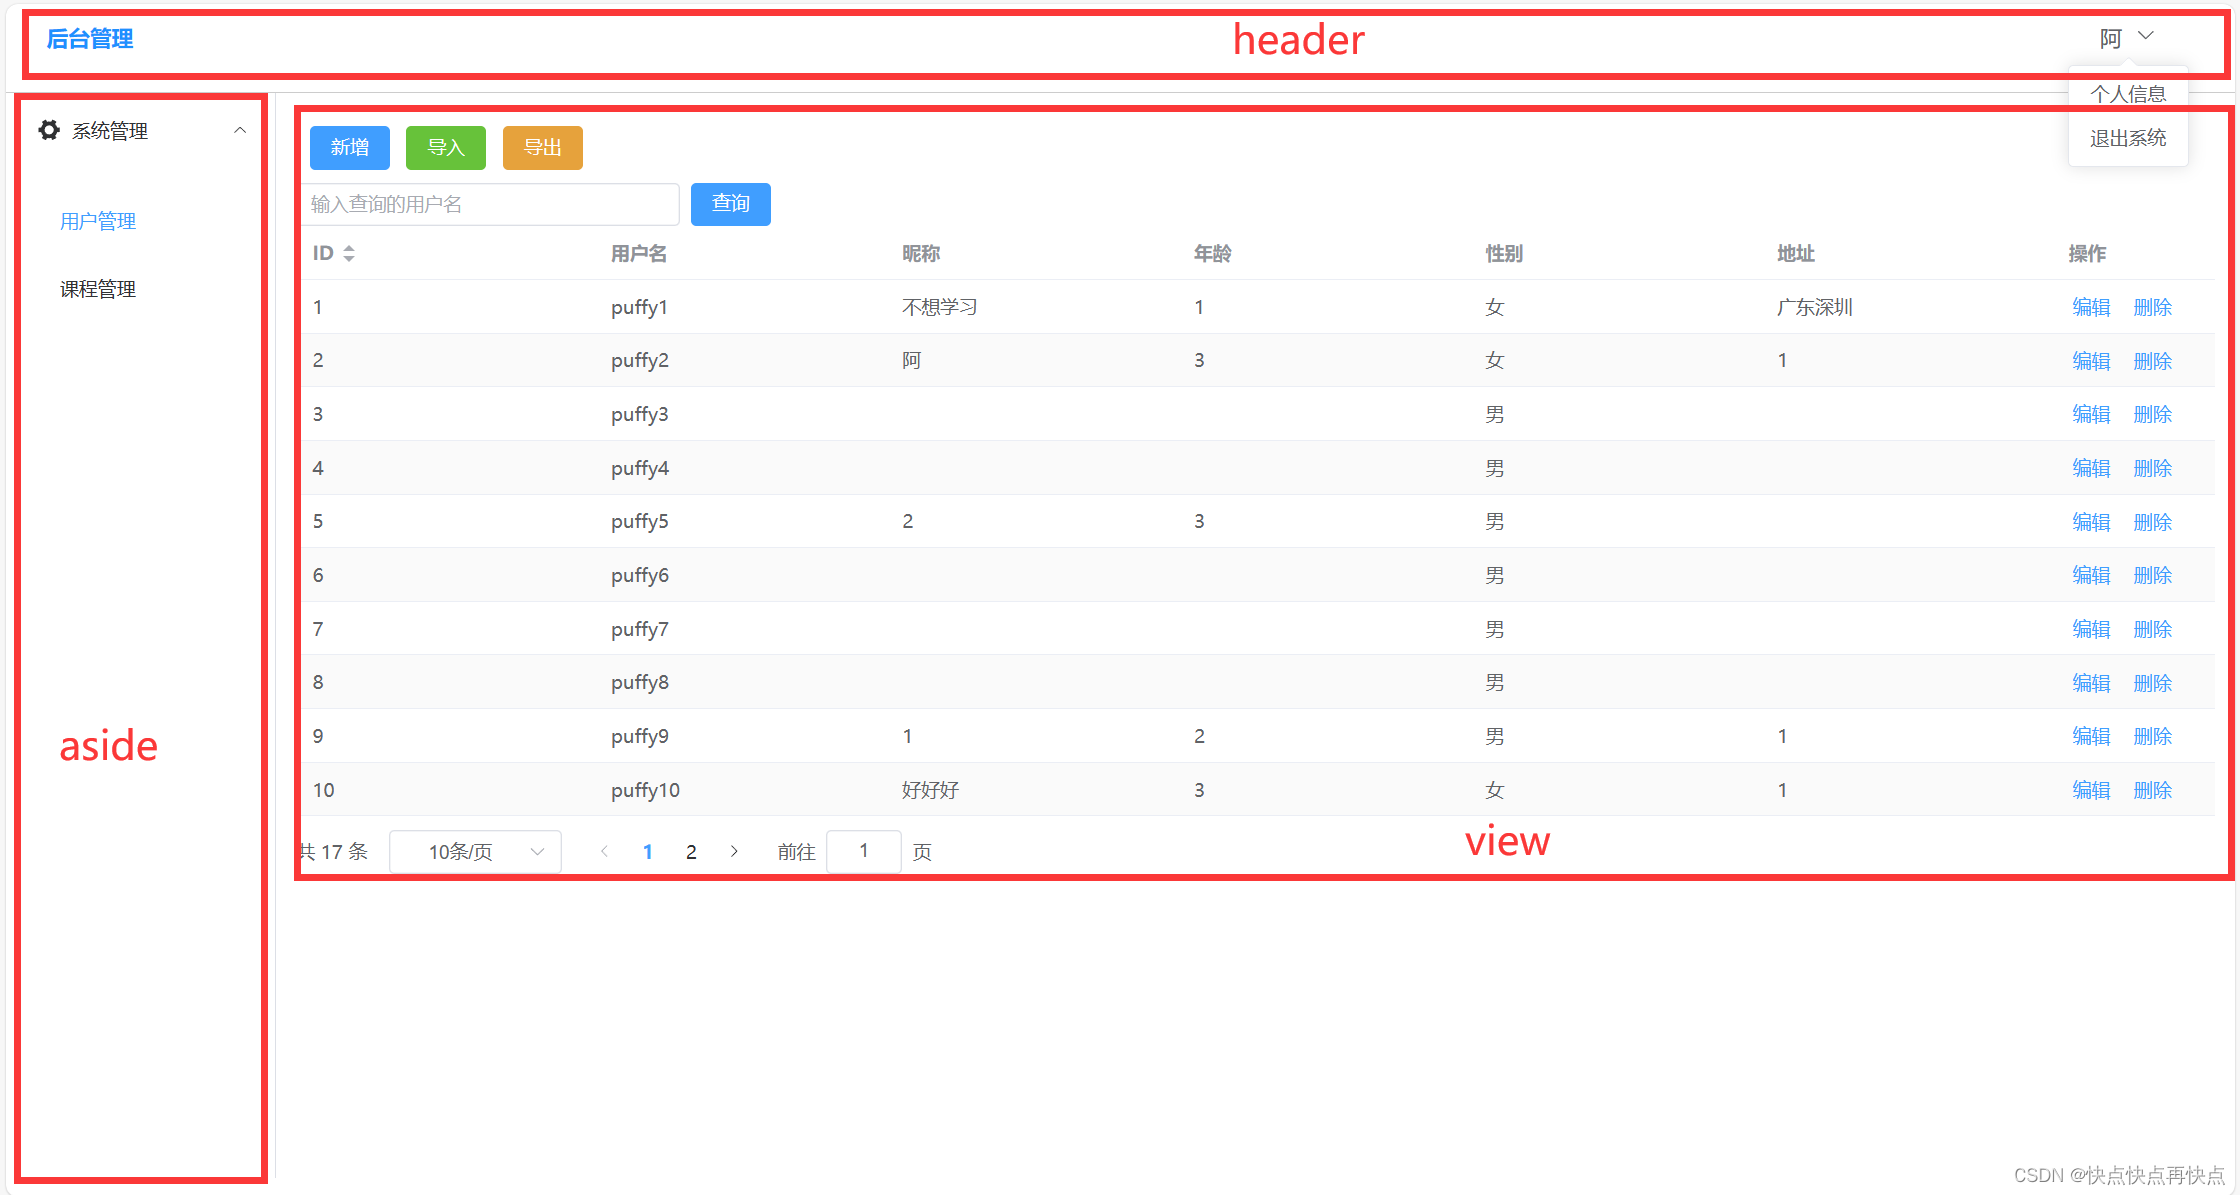 后台管理
header
阿
个人信息
退出系统
系统管理
用户管理
课程管理
aside
新增 导入 导出
输入查询的用户名 查询
ID 用户名 昵称 年龄 性别 地址 操作
1 puffy1 不想学习 1 女 广东深圳 编辑 删除
2 puffy2 阿 3 女 1 编辑 删除
3 puffy3 男 编辑 删除
4 puffy4 男 编辑 删除
5 puffy5 2 3 男 编辑 删除
6 puffy6 男 编辑 删除
7 puffy7 男 编辑 删除
8 puffy8 男 编辑 删除
9 puffy9 1 2 男 1 编辑 删除
10 puffy10 好好好 3 女 1 编辑 删除
共 17 条 10条/页 1 2 前往 1 页
view
CSDN @快点快点再快点